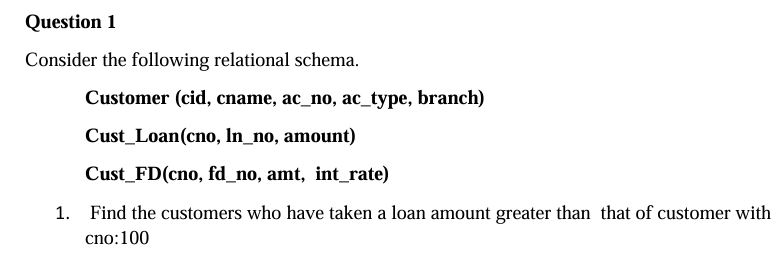 Question 1
Consider the following relational schema.
Customer (cid, cname, ac_no, ac_type, branch)
Cust_Loan(cno, ln_no, amount)
Cust_FD(cno, fd_no, amt,  int_rate)
1.  Find the customers who have taken a loan amount greater than  that of customer with
cno:100